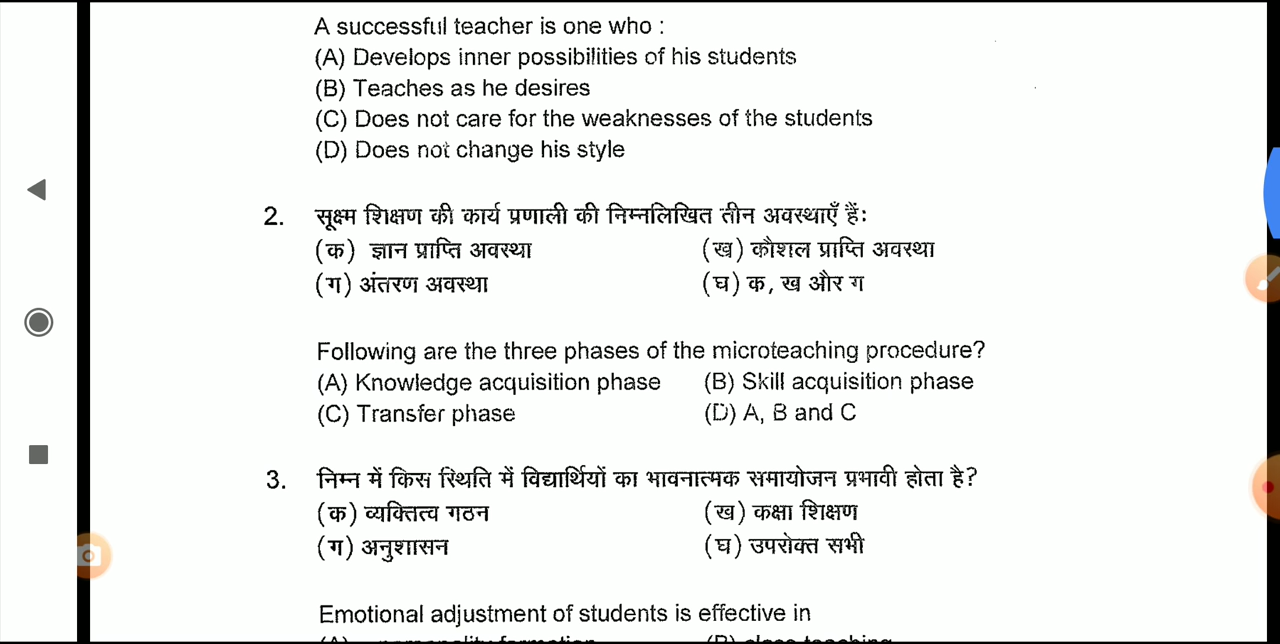 A successful teacher is one who :
(A) Develops inner possibilities of his students
(B) Teaches as he desires
(C) Does not care for the weaknesses of the students
(D) Does not change his style
2. सूक्ष्म शिक्षण की कार्य प्रणाली की निम्नलिखित तीन अवस्थाएँ हैं:
(क) ज्ञान प्राप्ति अवस्था (ख) कौशल प्राप्ति अवस्था
(ग) अंतरण अवस्था (घ) क, ख और ग
Following are the three phases of the microteaching procedure?
(A) Knowledge acquisition phase (B) Skill acquisition phase
(C) Transfer phase (D) A, B and C
3. निम्न में किस स्थिति में विद्यार्थियों का भावनात्मक समायोजन प्रभावी होता है?
(क) व्यक्तित्व गठन (ख) कक्षा शिक्षण
(ग) अनुशासन (घ) उपरोक्त सभी
Emotional adjustment of students is effective in
(A) personality formation (B) class teaching